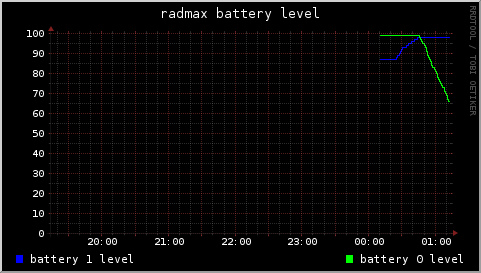 radmax battery level
RRDTOOL / TOBI OETIKER
100
90
80
70
60
50
40
30
20
10
0
20:00 21:00 22:00 23:00 00:00 01:00
battery 1 level battery 0 level